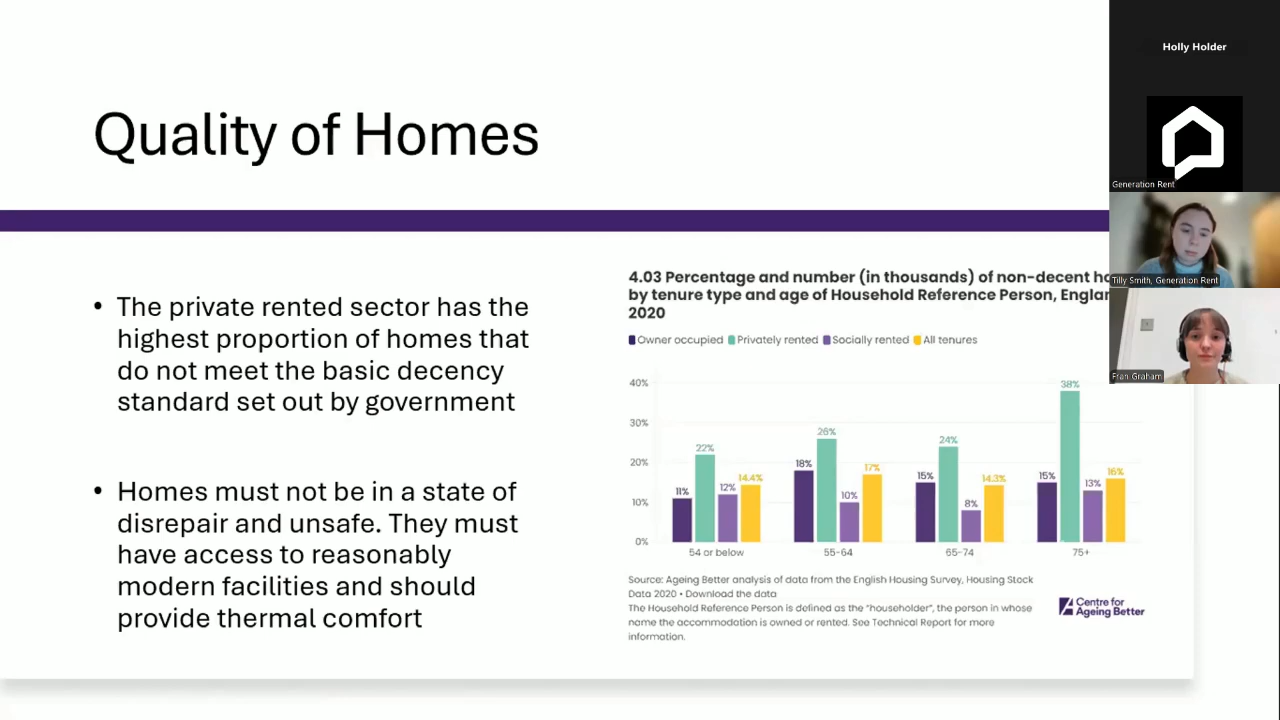 Quality of Homes
• The private rented sector has the
highest proportion of homes that
do not meet the basic decency
standard set out by government
• Homes must not be in a state of
disrepair and unsafe. They must
have access to reasonably
modern facilities and should
provide thermal comfort
4.03 Percentage and number (in thousands) of non-decent
by tenure type and age of Household Reference Person,
2020
Owner occupied Privately rented Socially rented All tenures
40%
30%
20%
10%
0%
11% 22% 12% 14.4%
18% 26% 10% 17%
15% 24% 8% 14.3%
15% 38% 13% 16%
54 or below 55-64 65-74 75+
Source: Ageing Better analysis of data from the English Housing Survey, Housing Stock
Data 2020 • Download the data
The Household Reference Person is defined as the "householder", the person in whose
name the accommodation is owned or rented. See Technical Report for more
information.
Centre for
Ageing Better
Holly Holder
Generation Rent
Tilly Smith, Generation Rent
Fran Graham